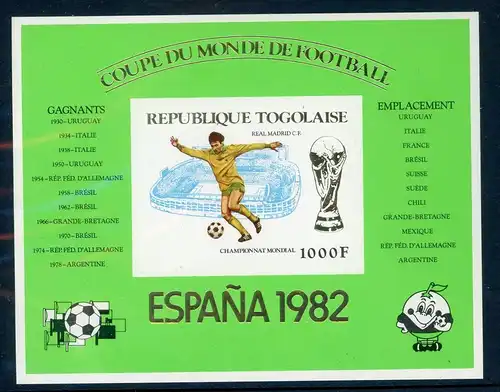 COUPE DU MONDE DE FOOTBALL
GAGNANTS
1930-URUGUAY
1934-ITALIE
1938-ITALIE
1950-URUGUAY
1954-RÉP. FÉD. D'ALLEMAGNE
1958-BRÉSIL
1962-BRÉSIL
1966-GRANDE-BRETAGNE
1970-BRÉSIL
1974-RÉP. FÉD. D'ALLEMAGNE
1978-ARGENTINE
REPUBLIQUE TOGOLAISE
REAL MADRID C.F.
CHAMPIONNAT MONDIAL
1000F
EMPLACEMENT
URUGUAY
ITALIE
FRANCE
BRÉSIL
SUISSE
SUÈDE
CHILI
GRANDE-BRETAGNE
MEXIQUE
RÉP. FÉD. D'ALLEMAGNE
ARGENTINE
ESPAÑA 1982